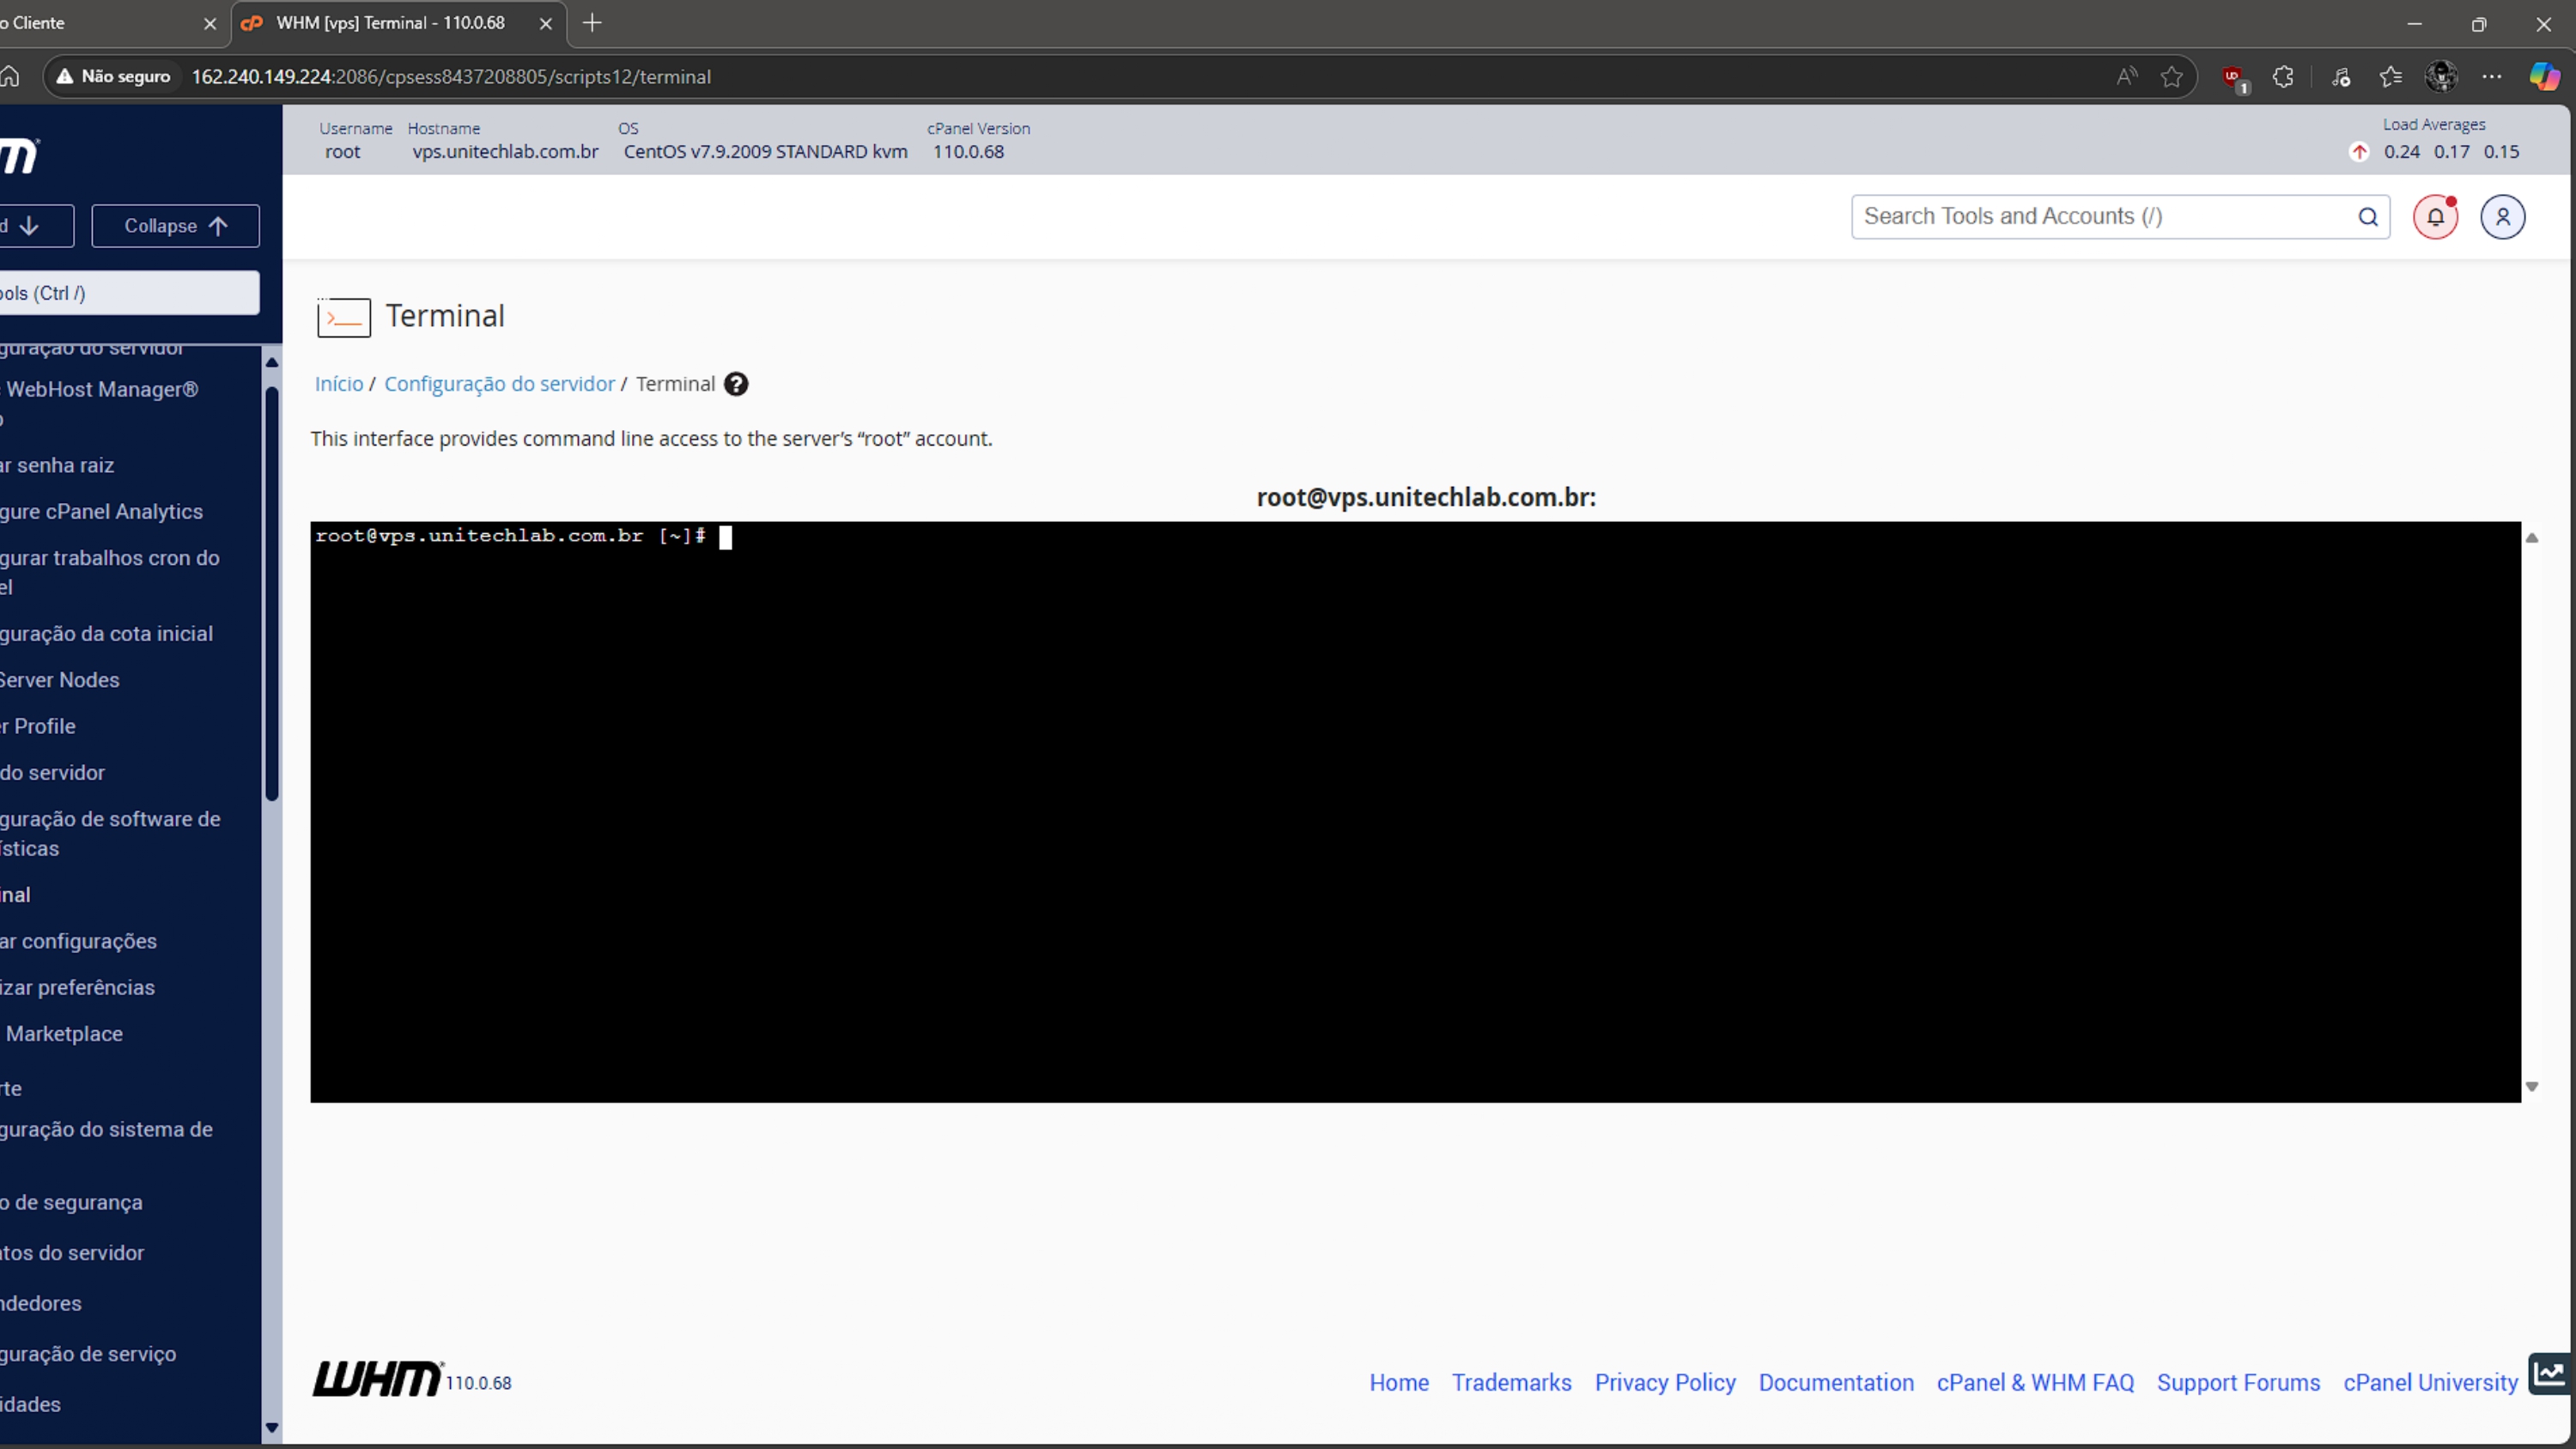 o Cliente
WHM [vps] Terminal - 110.0.68
Não seguro
162.240.149.224:2086/cpsess8437208805/scripts12/terminal
1
Username Hostname OS cPanel Version
root vps.unitechlab.com.br CentOS v7.9.2009 STANDARD kvm 110.0.68
Load Averages
0.24 0.17 0.15
d
Collapse
Search Tools and Accounts (/)
ools (Ctrl /)
Terminal
guração do servidor
WebHost Manager®
o
ar senha raiz
gure cPanel Analytics
gurar trabalhos cron do
el
guração da cota inicial
Server Nodes
er Profile
do servidor
guração de software de
ísticas
inal
ar configurações
izar preferências
Marketplace
rte
guração do sistema de
o de segurança
ntos do servidor
ndedores
guração de serviço
idades
Início / Configuração do servidor / Terminal
This interface provides command line access to the server's “root” account.
root@vps.unitechlab.com.br:
root@vps.unitechlab.com.br [~]#
WHM 110.0.68
Home Trademarks Privacy Policy Documentation cPanel & WHM FAQ Support Forums cPanel University